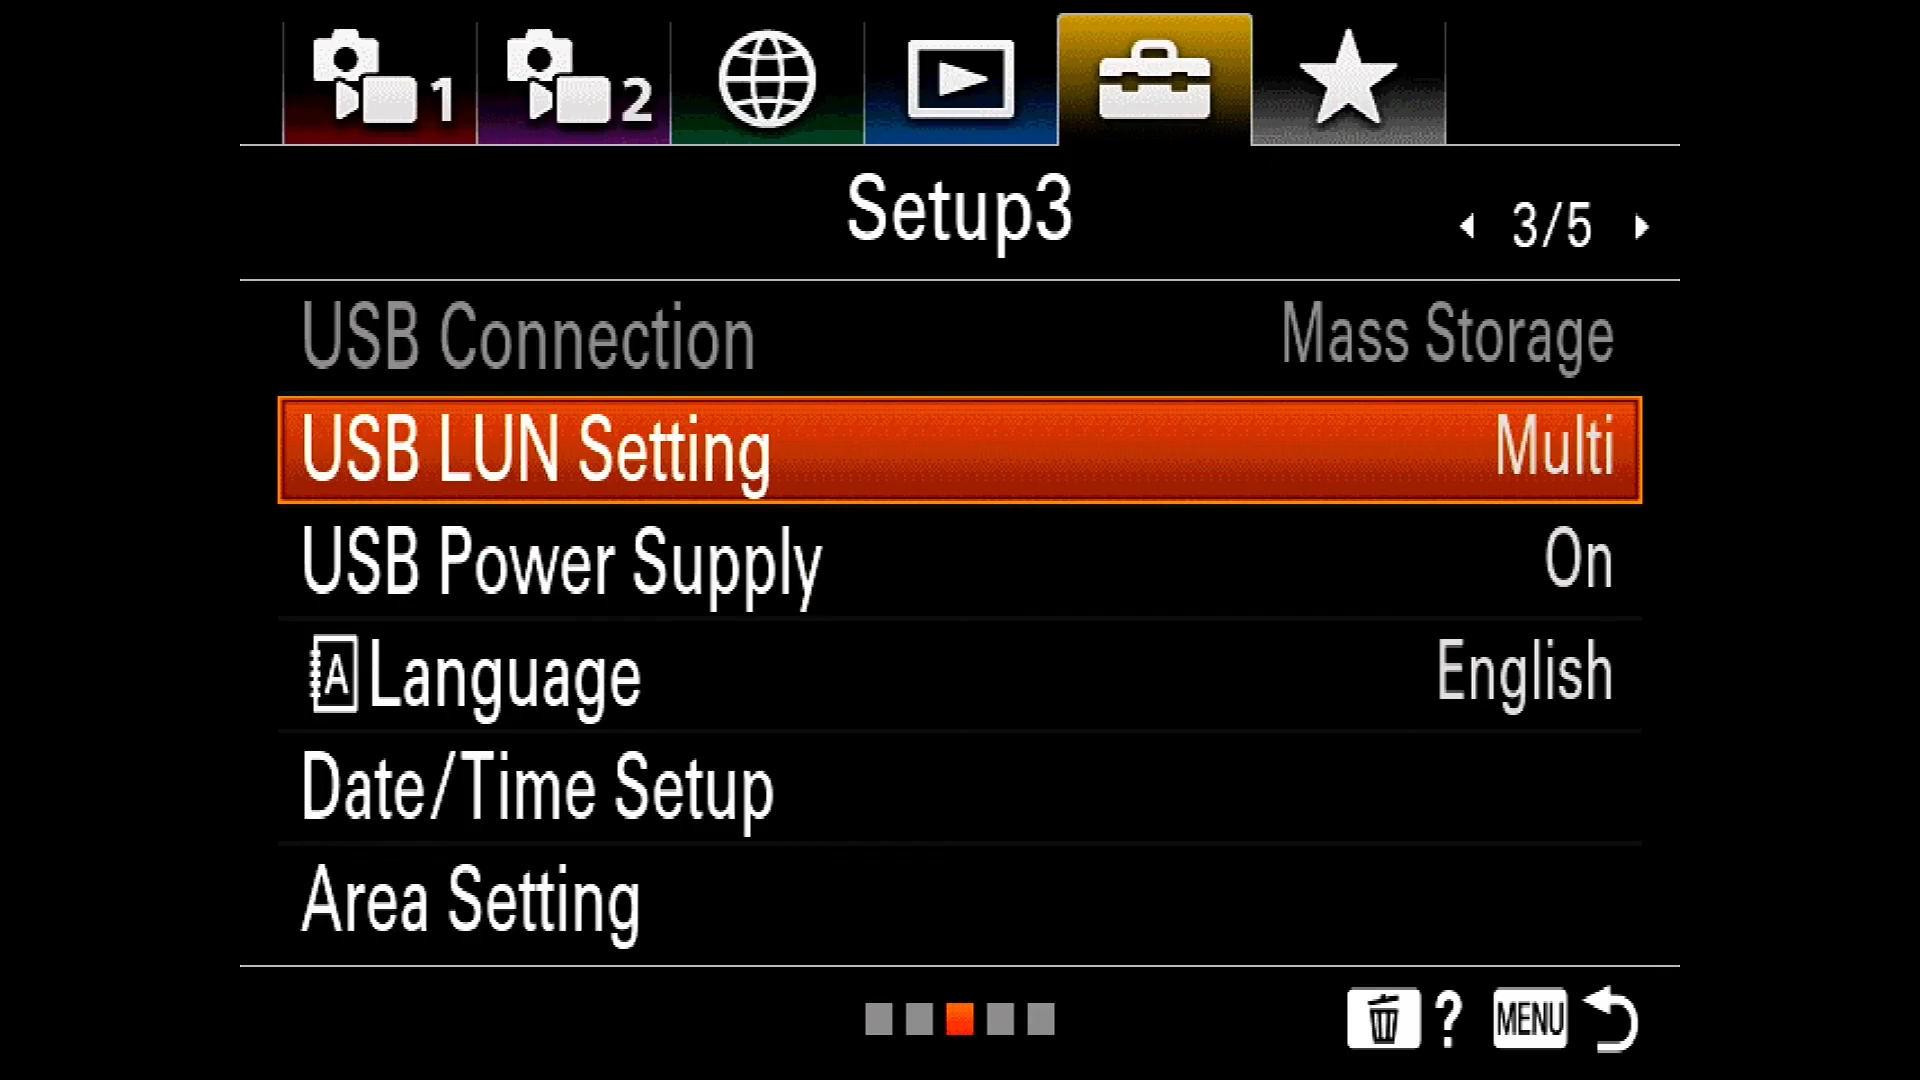 1 2
Setup3
3/5
USB Connection Mass Storage
USB LUN Setting Multi
USB Power Supply On
A Language English
Date/Time Setup
Area Setting
? MENU